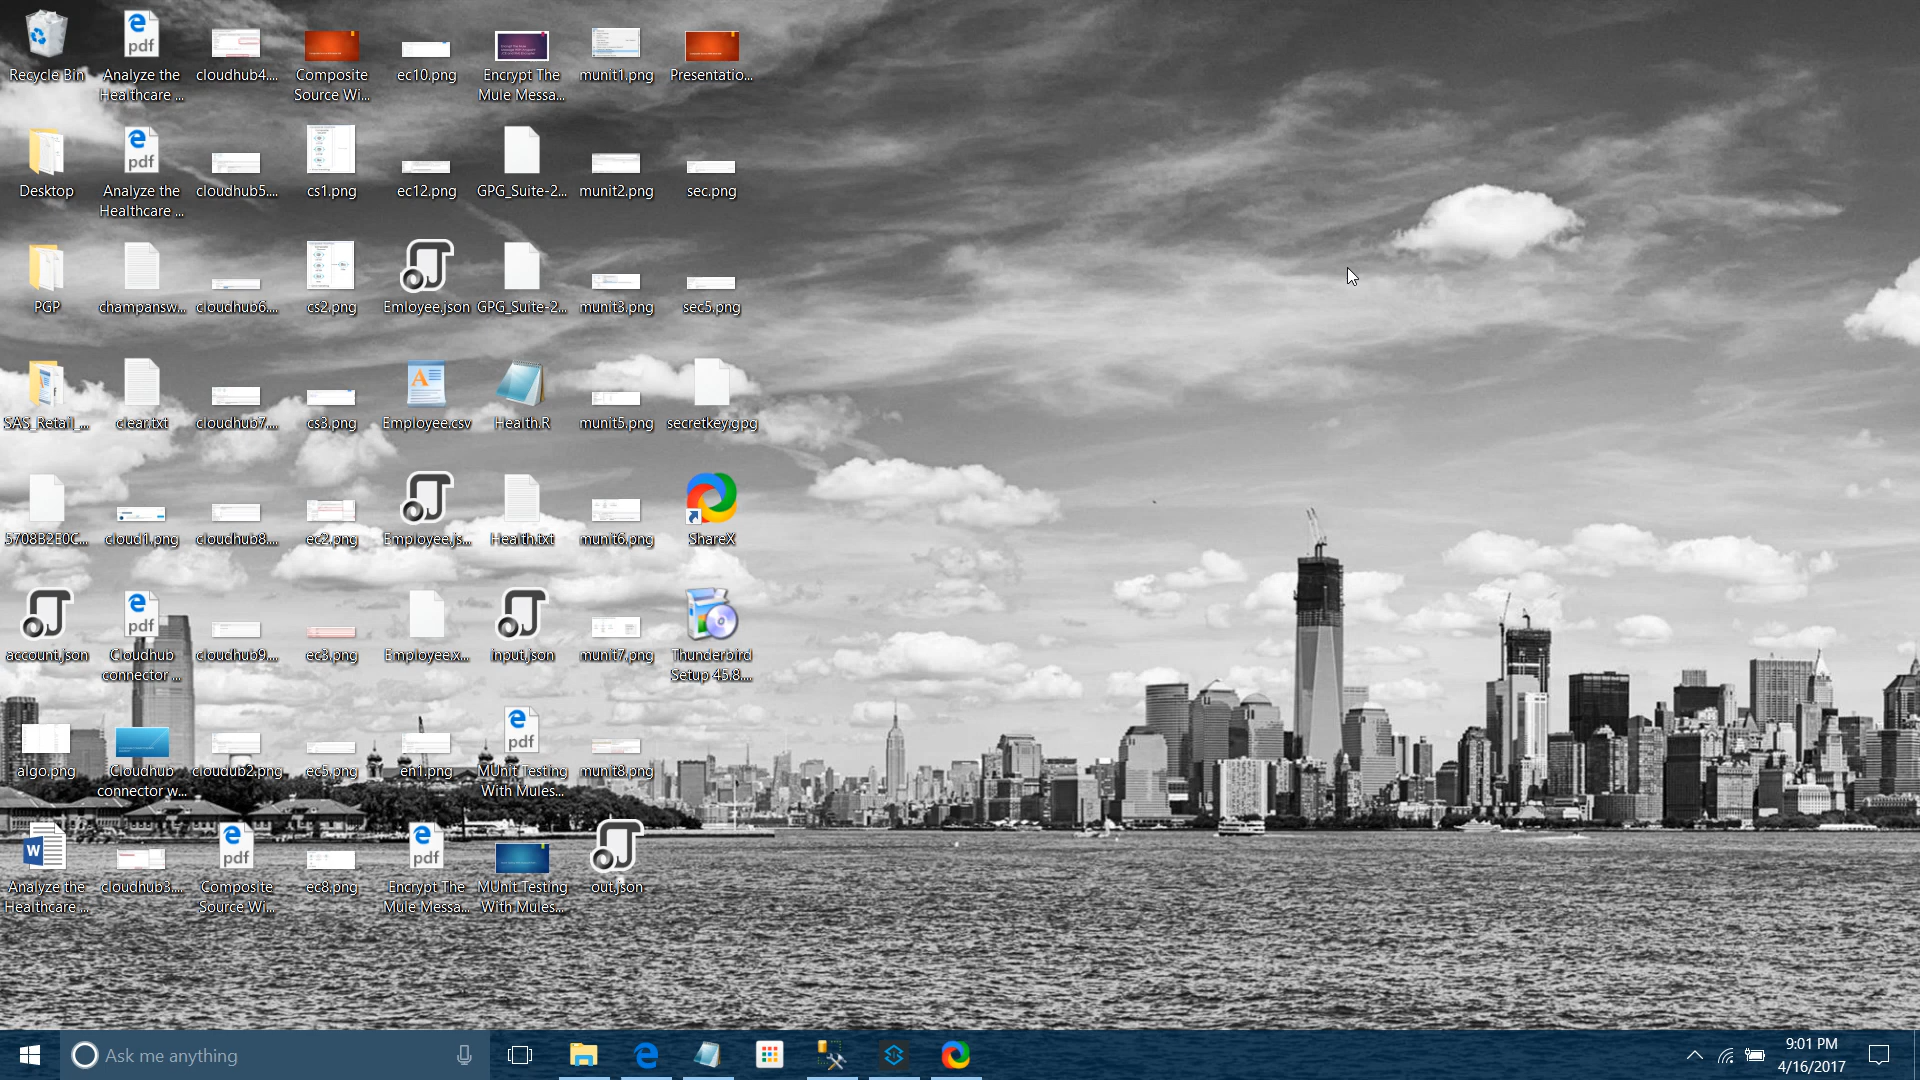 Recycle Bin
Analyze the
Healthcare ...
cloudhub4....
Composite
Source Wi...
ec10.png
Encrypt The
Mule Messa...
munit1.png
Presentatio...
Desktop
Analyze the
Healthcare ...
cloudhub5....
cs1.png
ec12.png
GPG_Suite-2...
munit2.png
sec.png
PGP
champansw...
cloudhub6....
cs2.png
Emloyee.json
GPG_Suite-2...
munit3.png
sec5.png
SAS_Retail_...
clear.txt
cloudhub7....
cs3.png
Employee.csv
Health.R
munit5.png
secretkey.gpg
5708B2E0C...
cloud1.png
cloudhub8....
ec2.png
Employee.js...
Health.txt
munit6.png
ShareX
account.json
Cloudhub
connector ...
cloudhub9....
ec3.png
Employee.x...
input.json
munit7.png
Thunderbird
Setup 45.8....
algo.png
Cloudhub
connector w...
cloudub2.png
ec5.png
en1.png
MUnit Testing
With Mules...
munit8.png
Analyze the
Healthcare ...
cloudhub3....
Composite
Source Wi...
ec8.png
Encrypt The
Mule Messa...
MUnit Testing
With Mules...
out.json
Ask me anything
9:01 PM
4/16/2017